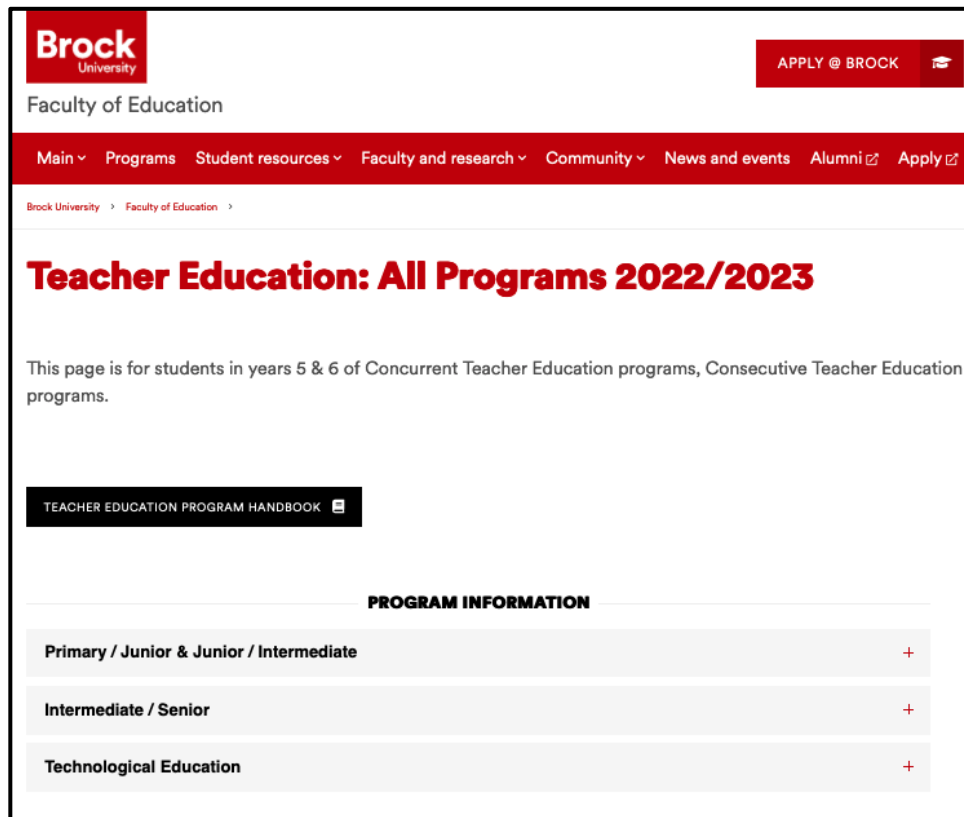 Brock
University
APPLY @ BROCK
Faculty of Education
Main Programs Student resources Faculty and research Community News and events Alumni Apply
Brock University > Faculty of Education >
Teacher Education: All Programs 2022/2023
This page is for students in years 5 & 6 of Concurrent Teacher Education programs, Consecutive Teacher Education
programs.
TEACHER EDUCATION PROGRAM HANDBOOK
PROGRAM INFORMATION
Primary / Junior & Junior / Intermediate +
Intermediate / Senior +
Technological Education +